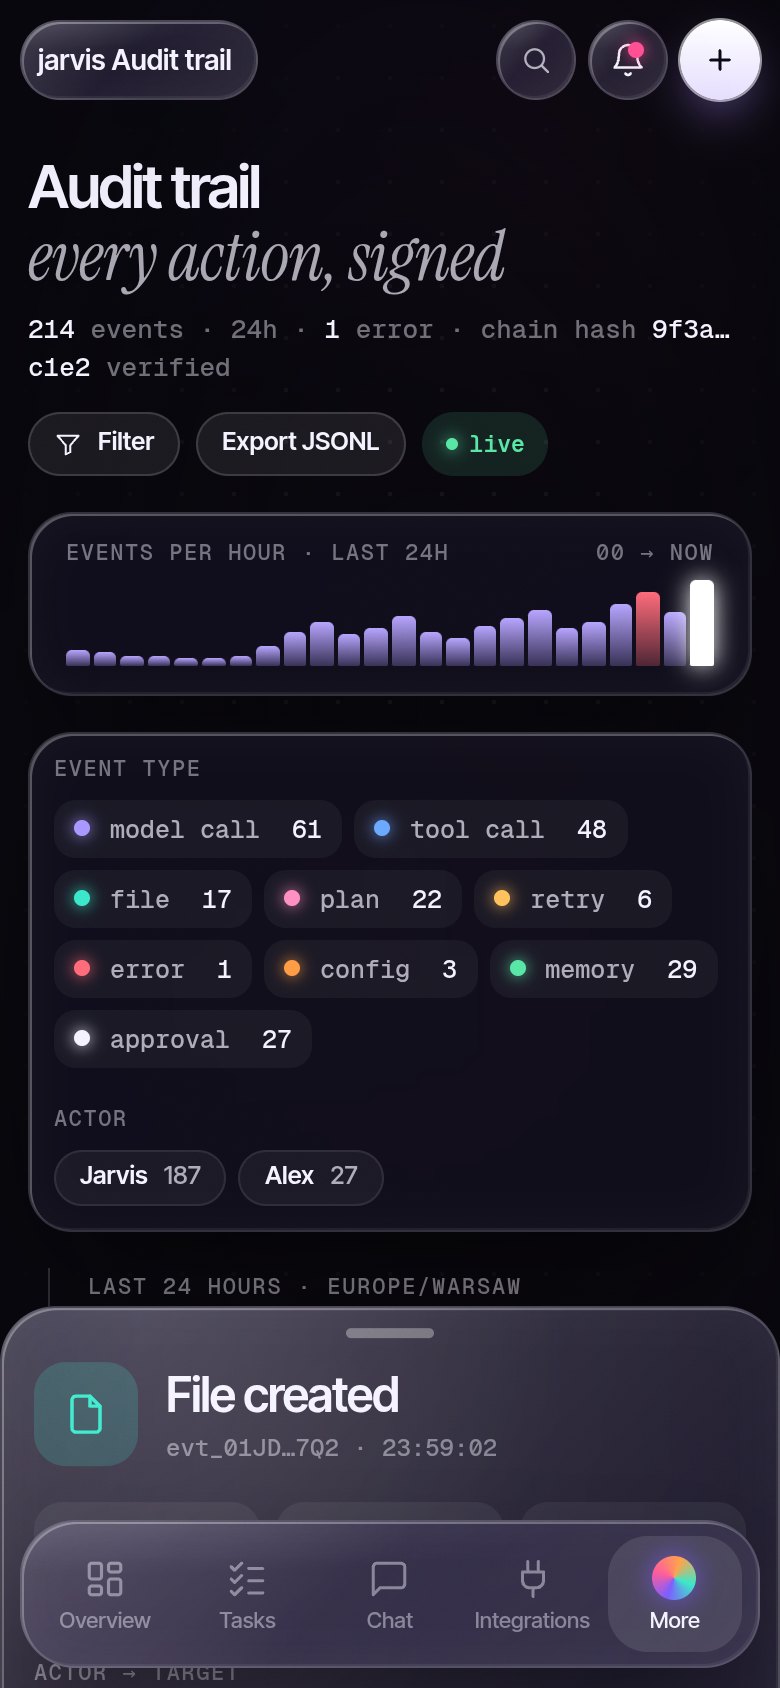 jarvis Audit trail
Audit trail
every action, signed
214 events · 24h · 1 error · chain hash 9f3a…
c1e2 verified
Filter
Export JSONL
live
EVENTS PER HOUR · LAST 24H
00 → NOW
EVENT TYPE
model call 61
tool call 48
file 17
plan 22
retry 6
error 1
config 3
memory 29
approval 27
ACTOR
Jarvis 187
Alex 27
LAST 24 HOURS · EUROPE/WARSAW
File created
evt_01JD…7Q2 · 23:59:02
Overview
Tasks
Chat
Integrations
More
ACTOR → TARGET